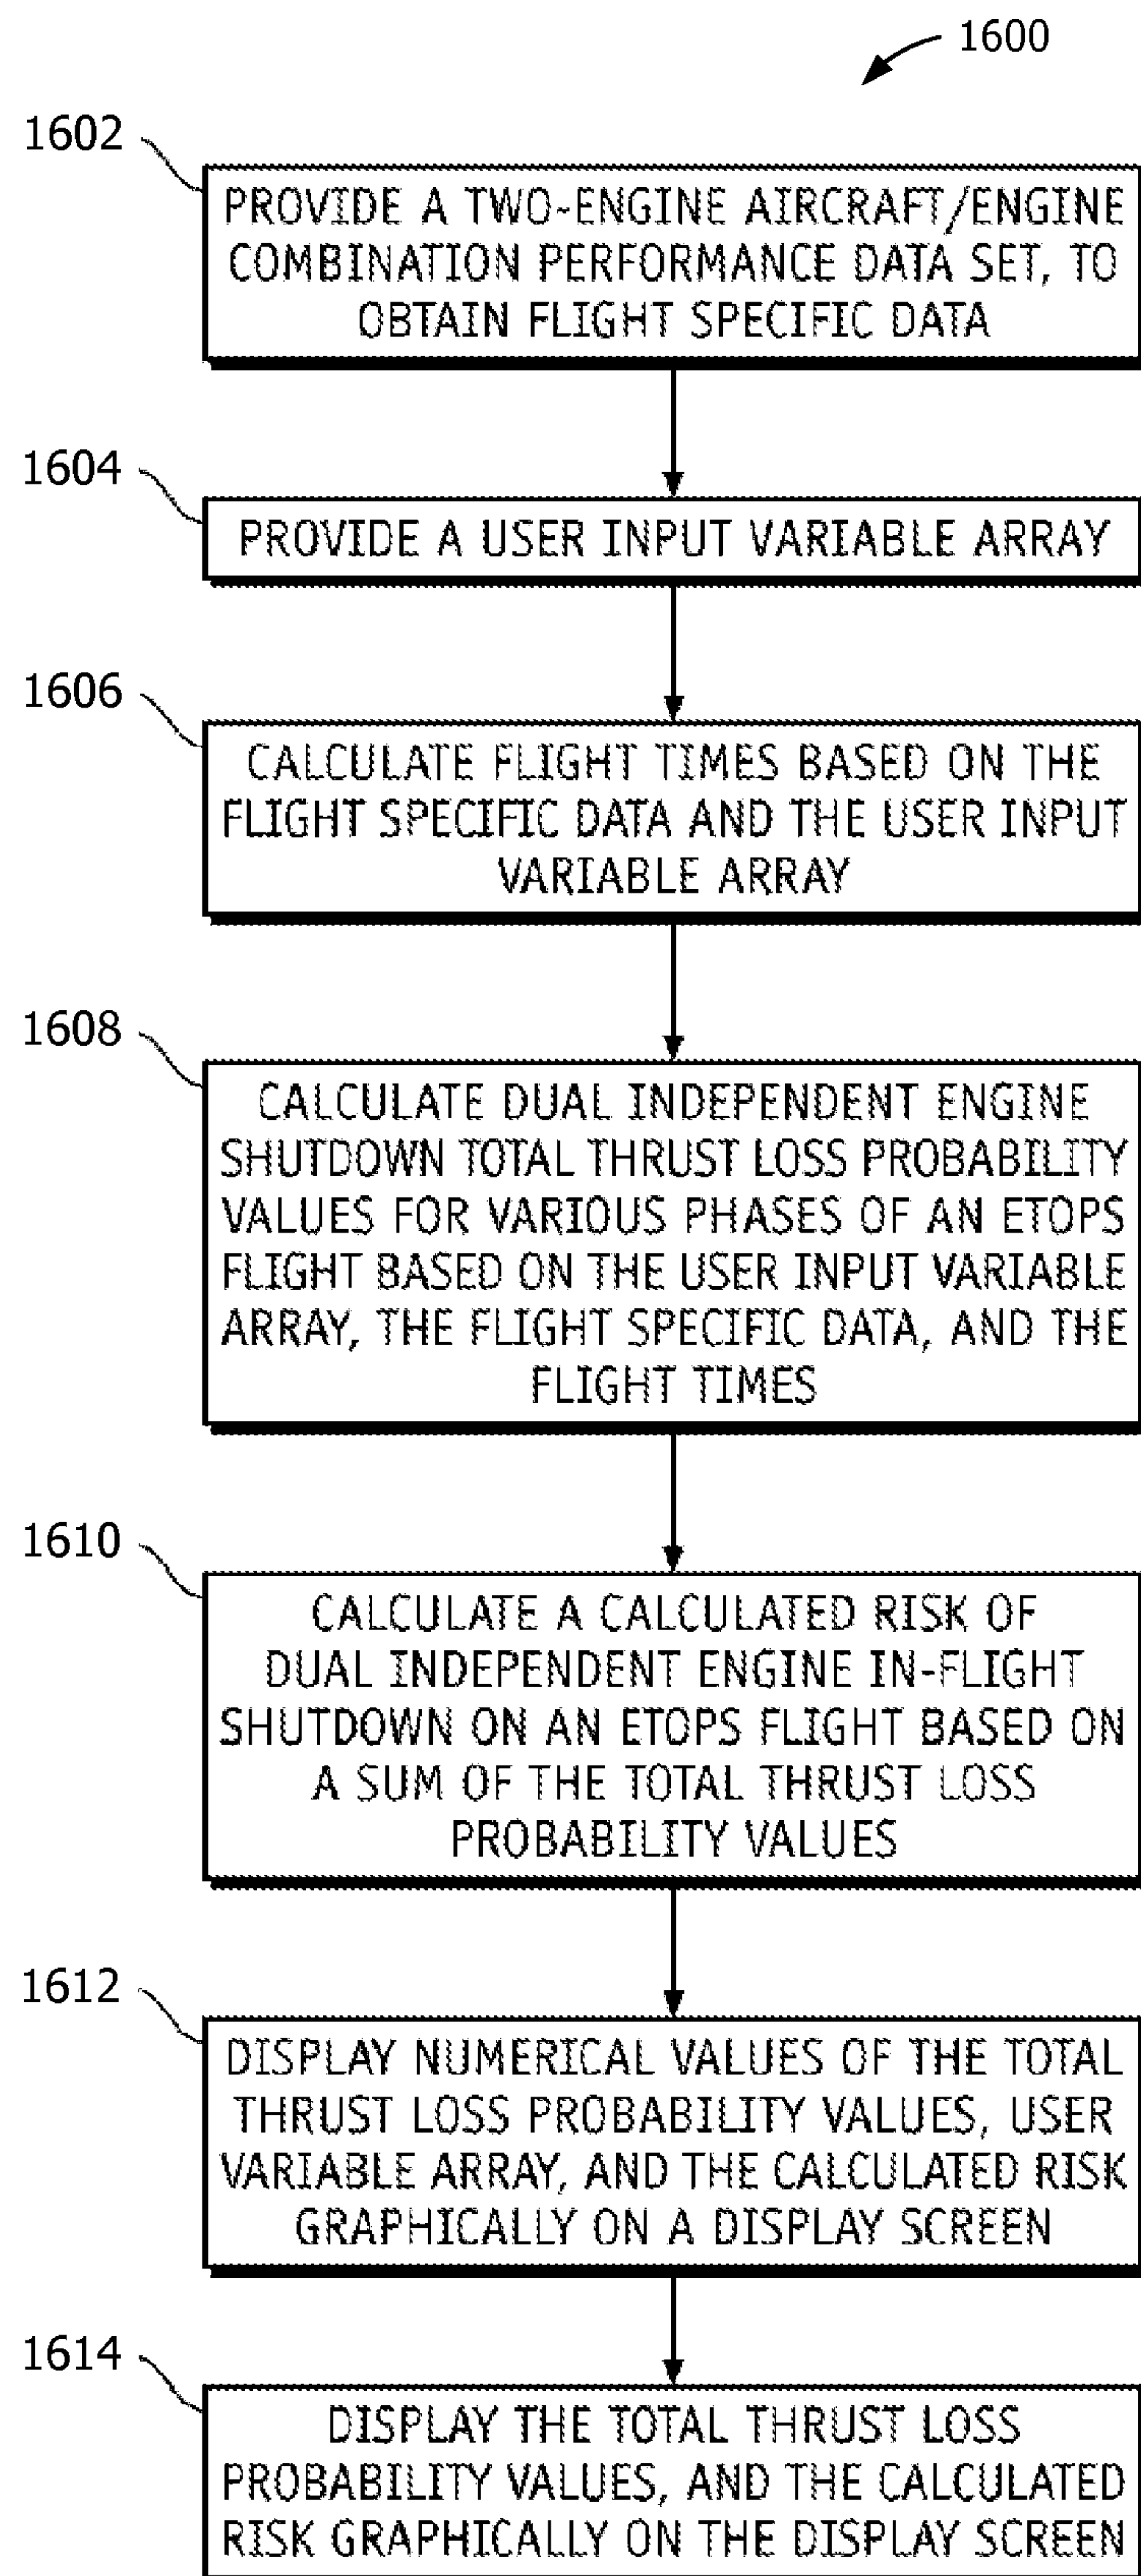 1600
1602
PROVIDE A TWO-ENGINE AIRCRAFT/ENGINE
COMBINATION PERFORMANCE DATA SET, TO
OBTAIN FLIGHT SPECIFIC DATA
1604
PROVIDE A USER INPUT VARIABLE ARRAY
1606
CALCULATE FLIGHT TIMES BASED ON THE
FLIGHT SPECIFIC DATA AND THE USER INPUT
VARIABLE ARRAY
1608
CALCULATE DUAL INDEPENDENT ENGINE
SHUTDOWN TOTAL THRUST LOSS PROBABILITY
VALUES FOR VARIOUS PHASES OF AN ETOPS
FLIGHT BASED ON THE USER INPUT VARIABLE
ARRAY, THE FLIGHT SPECIFIC DATA, AND THE
FLIGHT TIMES
1610
CALCULATE A CALCULATED RISK OF
DUAL INDEPENDENT ENGINE IN-FLIGHT
SHUTDOWN ON AN ETOPS FLIGHT BASED ON
A SUM OF THE TOTAL THRUST LOSS
PROBABILITY VALUES
1612
DISPLAY NUMERICAL VALUES OF THE TOTAL
THRUST LOSS PROBABILITY VALUES, USER
VARIABLE ARRAY, AND THE CALCULATED RISK
GRAPHICALLY ON A DISPLAY SCREEN
1614
DISPLAY THE TOTAL THRUST LOSS
PROBABILITY VALUES, AND THE CALCULATED
RISK GRAPHICALLY ON THE DISPLAY SCREEN